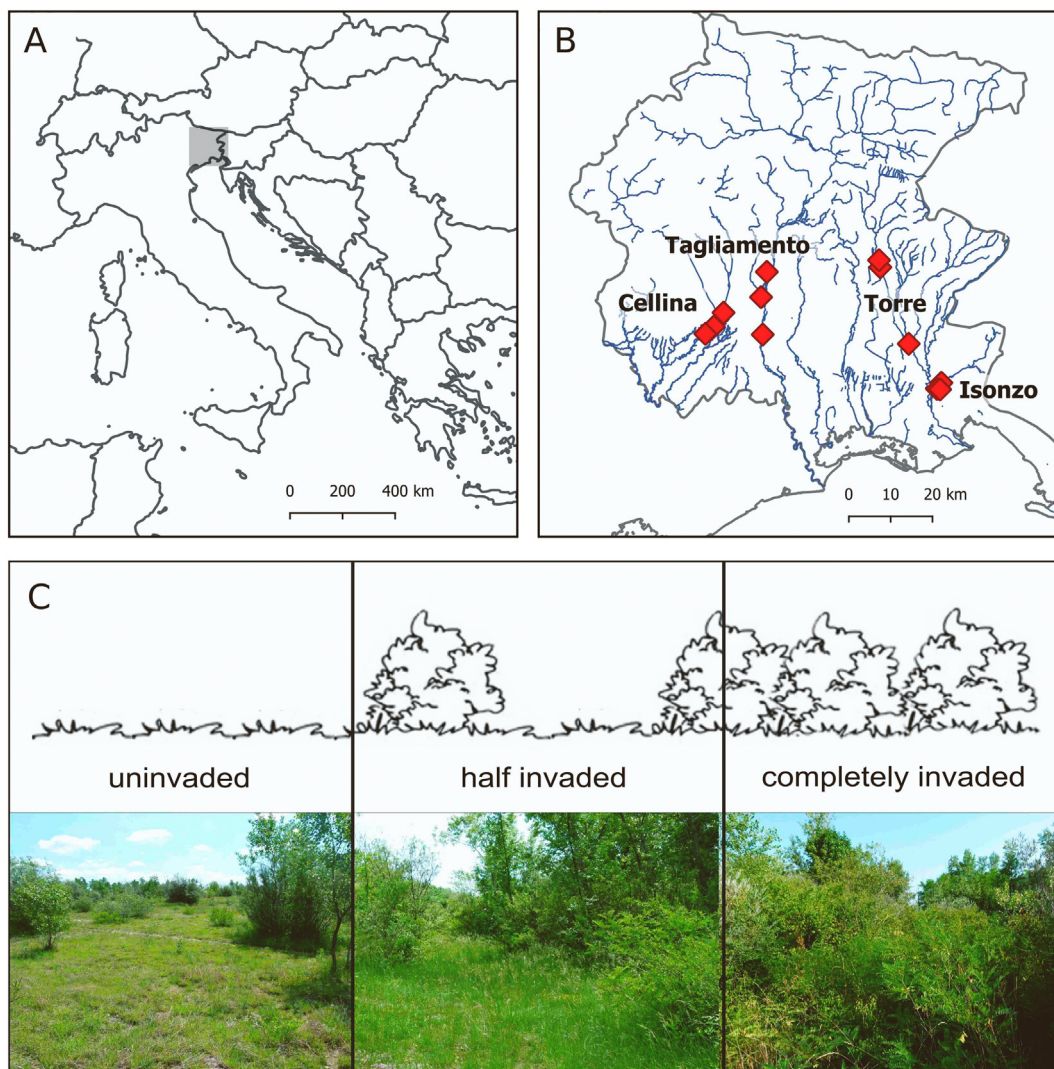 A
0 200 400 km
B
Tagliamento
Cellina
Torre
Isonzo
0 10 20 km
C
uninvaded
half invaded
completely invaded